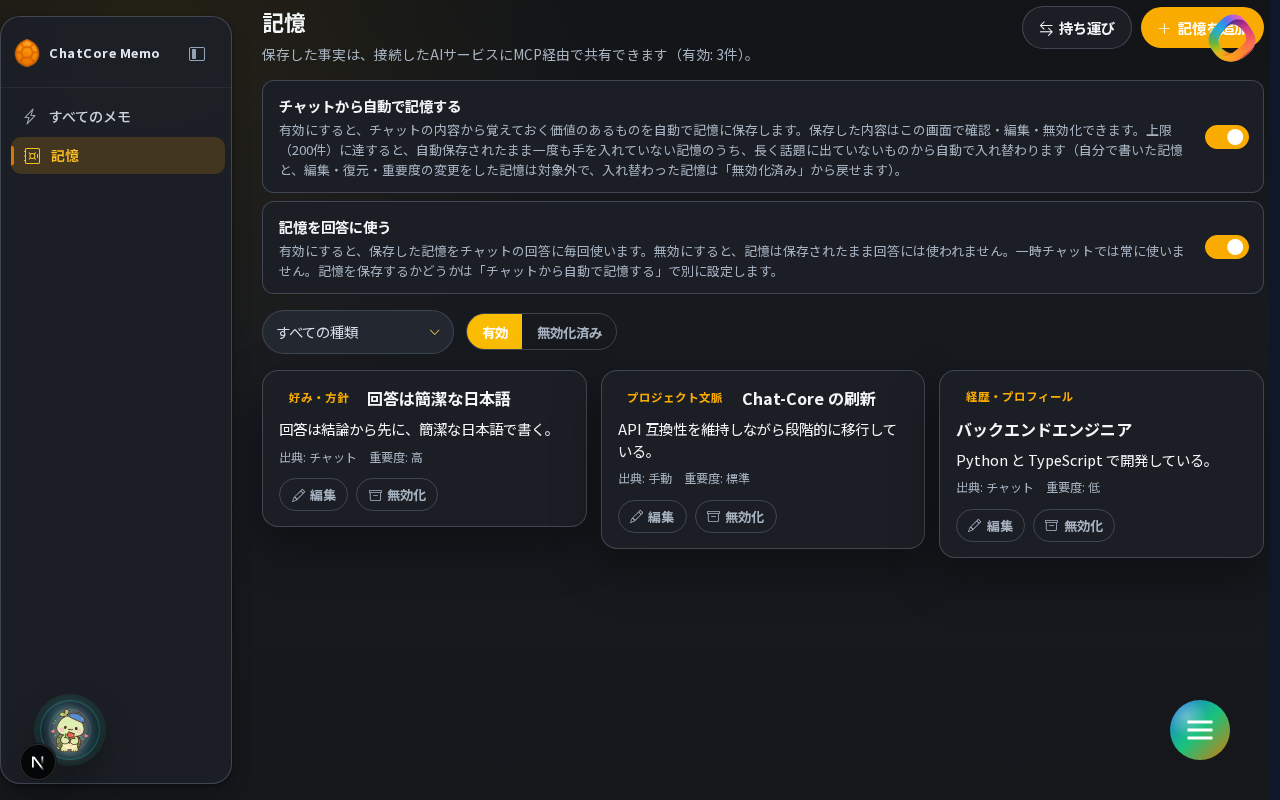 ChatCore Memo
すべてのメモ
記憶
記憶
保存した事実は、接続したAIサービスにMCP経由で共有できます（有効: 3件）。
持ち運び
記憶を追加
チャットから自動で記憶する
有効にすると、チャットの内容から覚えておく価値のあるものを自動で記憶に保存します。保存した内容はこの画面で確認・編集・無効化できます。上限
（200件）に達すると、自動保存されたまま一度も手を入れていない記憶のうち、長く話題に出ていないものから自動で入れ替わります（自分で書いた記憶
と、編集・復元・重要度の変更をした記憶は対象外で、入れ替わった記憶は「無効化済み」から戻せます）。
記憶を回答に使う
有効にすると、保存した記憶をチャットの回答に毎回使います。無効にすると、記憶は保存されたまま回答には使われません。一時チャットでは常に使いま
せん。記憶を保存するかどうかは「チャットから自動で記憶する」で別に設定します。
すべての種類
有効
無効化済み
好み・方針 回答は簡潔な日本語
回答は結論から先に、簡潔な日本語で書く。
出典: チャット 重要度: 高
編集
無効化
プロジェクト文脈 Chat-Core の刷新
API 互換性を維持しながら段階的に移行して
いる。
出典: 手動 重要度: 標準
編集
無効化
経歴・プロフィール
バックエンドエンジニア
Python と TypeScript で開発している。
出典: チャット 重要度: 低
編集
無効化
N